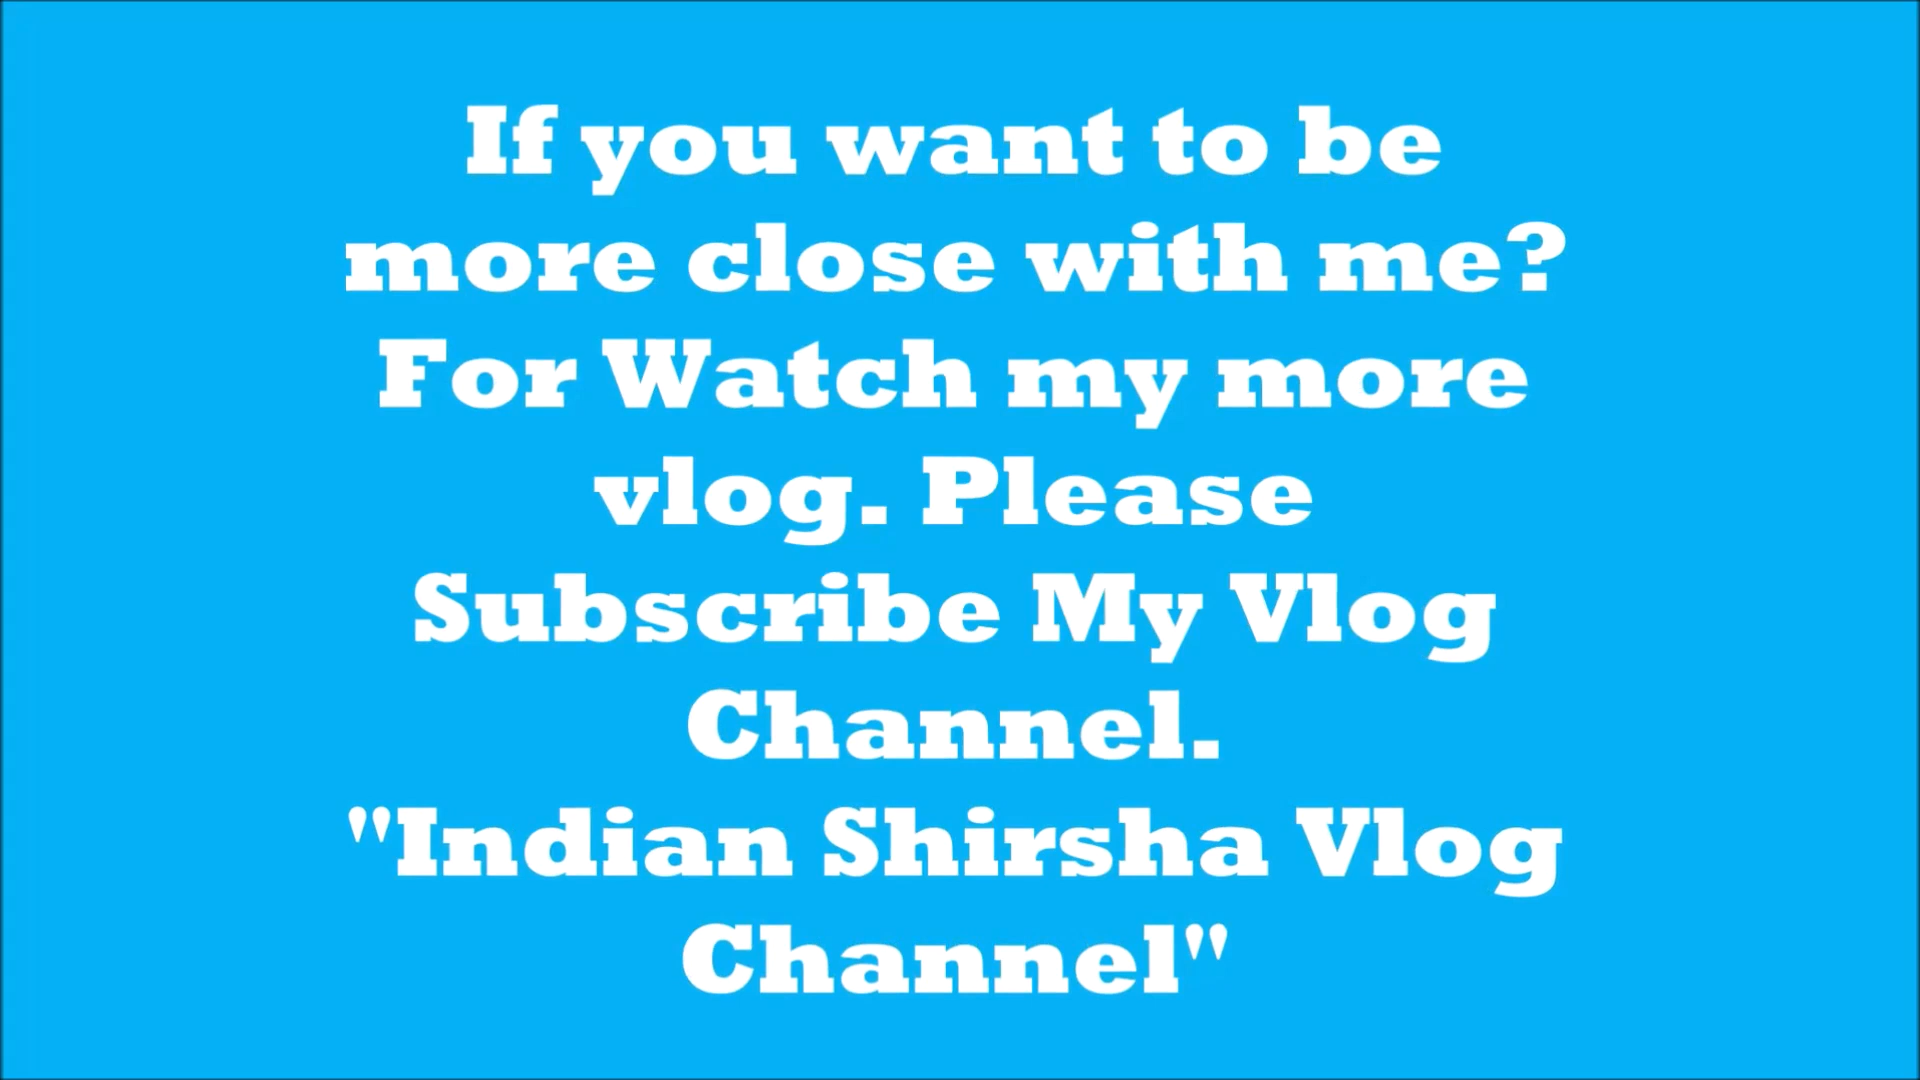 If you want to be
more close with me?
For Watch my more
vlog. Please
Subscribe My Vlog
Channel.
"Indian Shirsha Vlog
Channel"